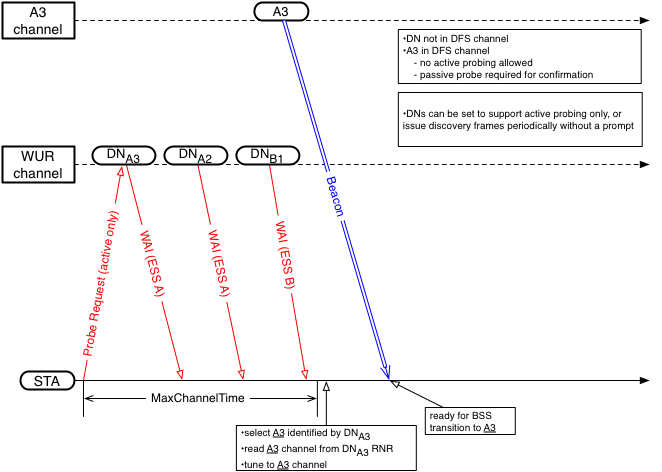 A3
channel
A3
•DN not in DFS channel
•A3 in DFS channel
- no active probing allowed
- passive probe required for confirmation
•DNs can be set to support active probing only, or
issue discovery frames periodically without a prompt
WUR
channel
DNA3
DNA2
DNB1
Probe Request (active only)
WAI (ESS A)
WAI (ESS A)
WAI (ESS B)
Beacon
STA
MaxChannelTime
•select A3 identified by DNA3
•read A3 channel from DNA3 RNR
•tune to A3 channel
ready for BSS
transition to A3